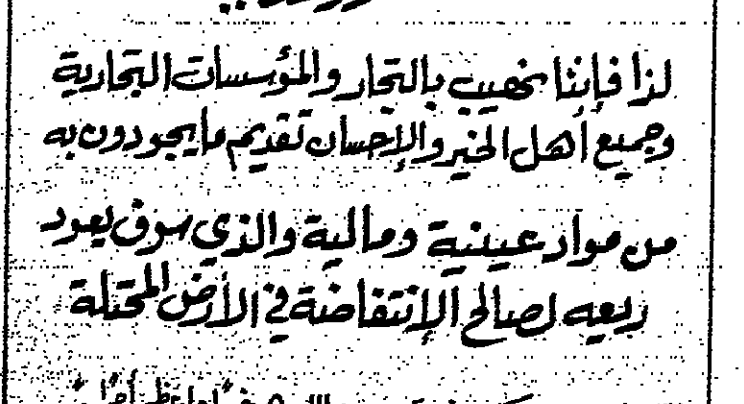 لذا فإننا نهيب بالتجار والمؤسسات التجارية
وجميع أهل الخير والإحسان تقديم ما يجودون به
من مواد عينية ومالية والذي سوف يعود
ريعه لصالح الإنتفاضة في الأرض المحتلة